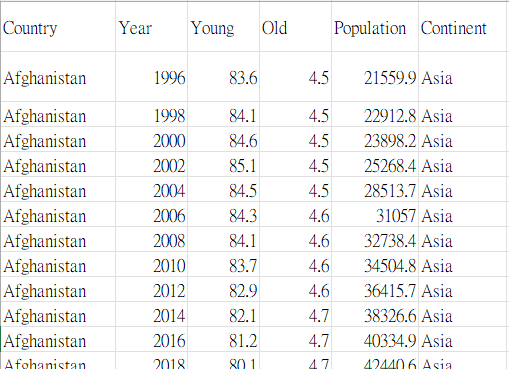 Country Year Young Old Population Continent
Afghanistan 1996 83.6 4.5 21559.9 Asia
Afghanistan 1998 84.1 4.5 22912.8 Asia
Afghanistan 2000 84.6 4.5 23898.2 Asia
Afghanistan 2002 85.1 4.5 25268.4 Asia
Afghanistan 2004 84.5 4.5 28513.7 Asia
Afghanistan 2006 84.3 4.6 31057 Asia
Afghanistan 2008 84.1 4.6 32738.4 Asia
Afghanistan 2010 83.7 4.6 34504.8 Asia
Afghanistan 2012 82.9 4.6 36415.7 Asia
Afghanistan 2014 82.1 4.7 38326.6 Asia
Afghanistan 2016 81.2 4.7 40334.9 Asia
Afghanistan 2018 80.1 4.7 42440.6 Asia